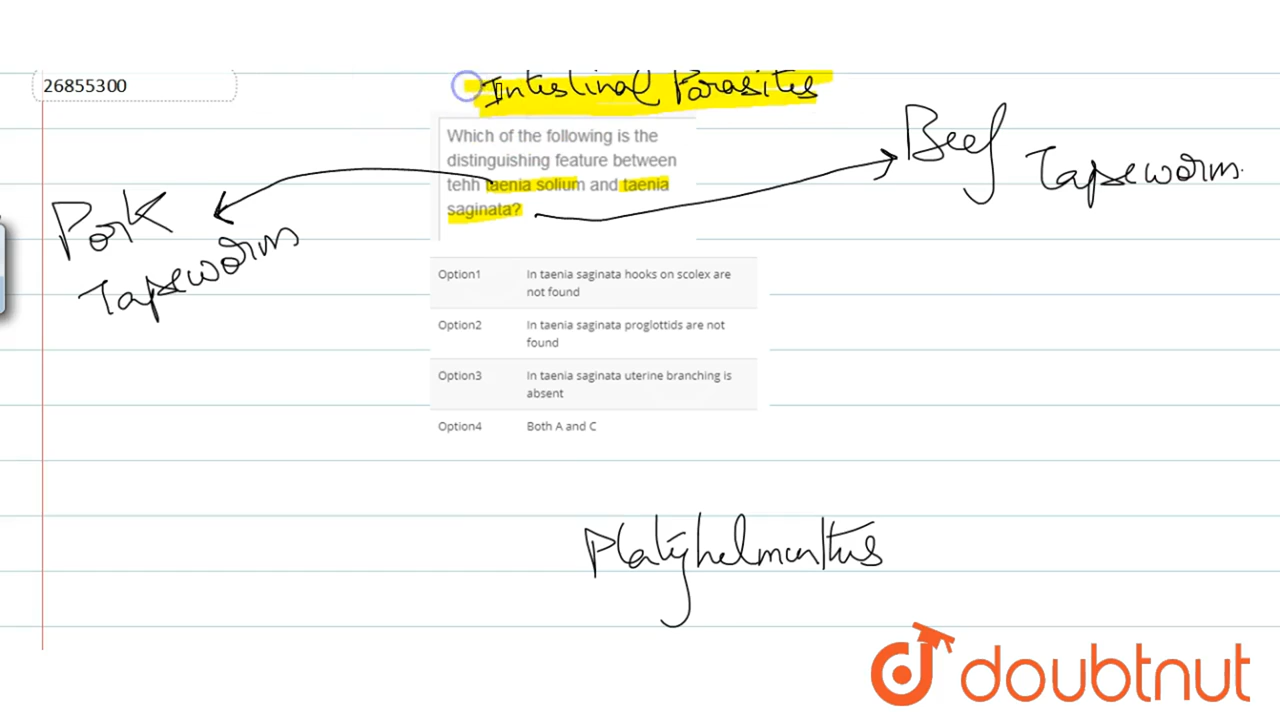 26855300
Intestinal Parasites
Which of the following is the
distinguishing feature between
tehh taenia solium and taenia
saginata?
Beef
Tapeworm.
Pork
Tapeworm
Option1 In taenia saginata hooks on scolex are
not found
Option2 In taenia saginata proglottids are not
found
Option3 In taenia saginata uterine branching is
absent
Option4 Both A and C
doubtnut